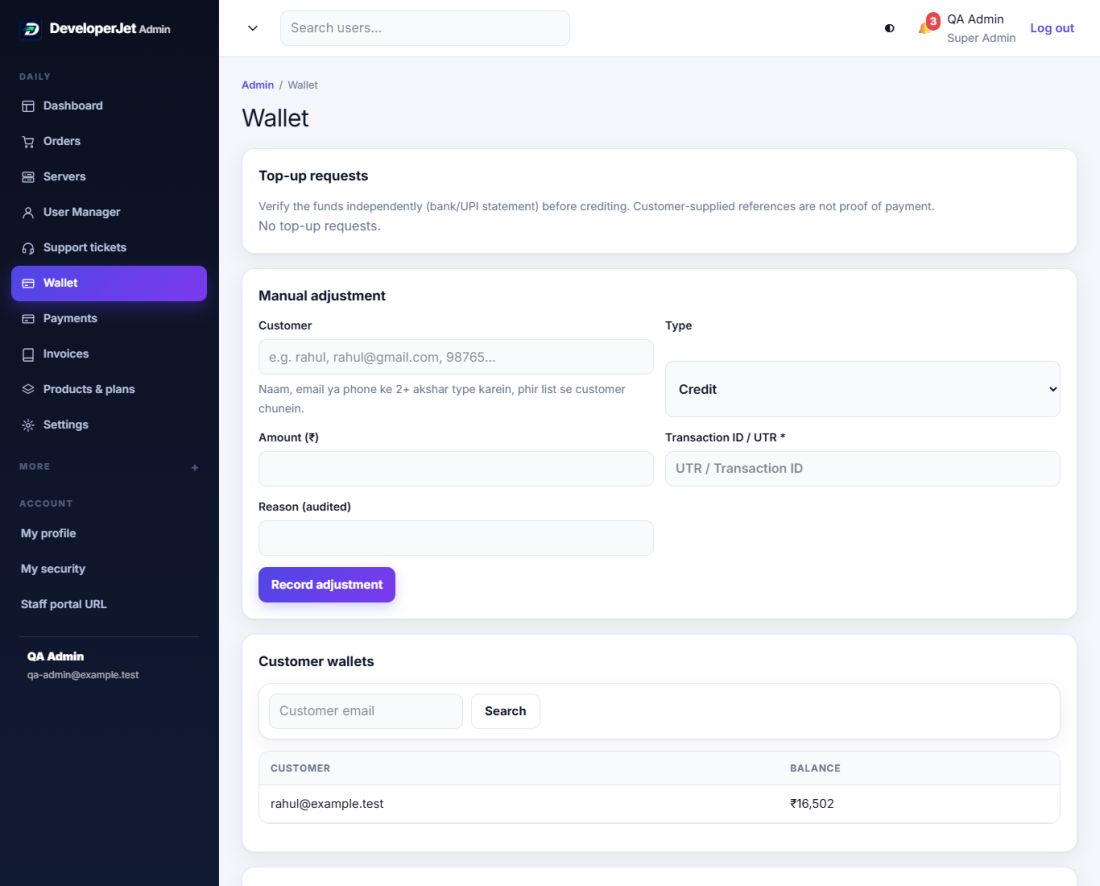 DeveloperJet Admin
DAILY
Dashboard
Orders
Servers
User Manager
Support tickets
Wallet
Payments
Invoices
Products & plans
Settings
MORE +
ACCOUNT
My profile
My security
Staff portal URL
QA Admin
qa-admin@example.test
Search users...
3
QA Admin
Super Admin
Log out
Admin / Wallet
Wallet
Top-up requests
Verify the funds independently (bank/UPI statement) before crediting. Customer-supplied references are not proof of payment.
No top-up requests.
Manual adjustment
Customer
e.g. rahul, rahul@gmail.com, 98765...
Naam, email ya phone ke 2+ akshar type karein, phir list se customer
chunein.
Type
Credit
Amount (₹)
Transaction ID / UTR *
UTR / Transaction ID
Reason (audited)
Record adjustment
Customer wallets
Customer email
Search
CUSTOMER BALANCE
rahul@example.test ₹16,502